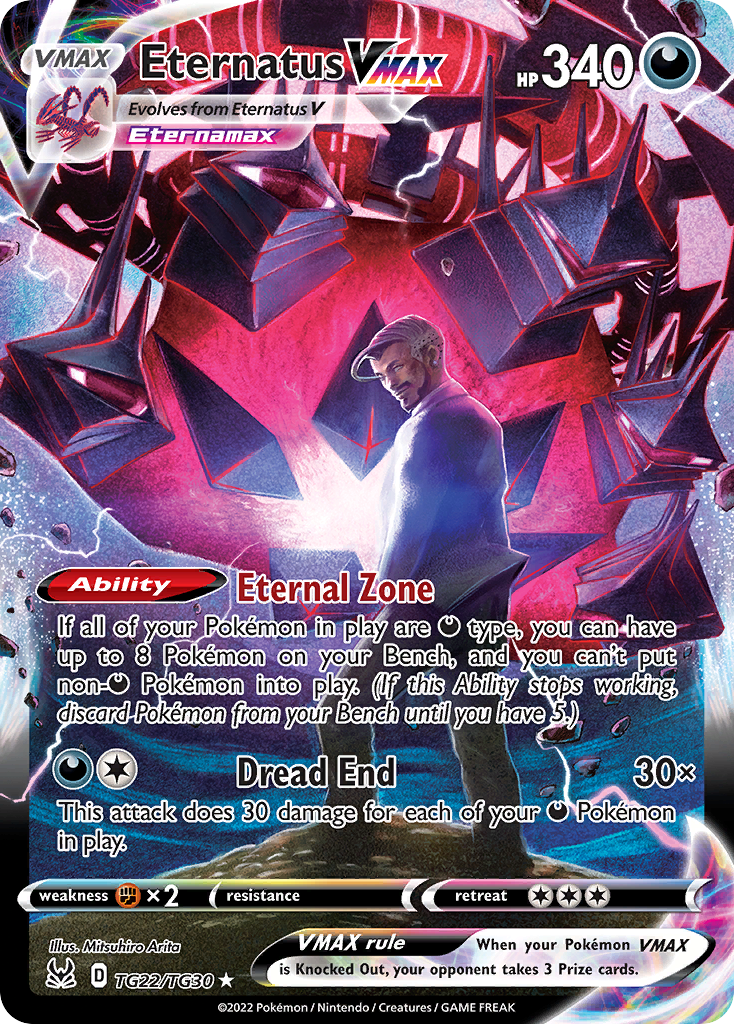 VMAX
Eternatus VMAX
HP 340
Evolves from Eternatus V
Eternamax
Ability Eternal Zone
If all of your Pokémon in play are type, you can have
up to 8 Pokémon on your Bench, and you can't put
non- Pokémon into play. (If this Ability stops working,
discard Pokémon from your Bench until you have 5.)
Dread End 30×
This attack does 30 damage for each of your Pokémon
in play.
weakness ×2 resistance retreat
Illus. Mitsuhiro Arita
VMAX rule When your Pokémon VMAX
is Knocked Out, your opponent takes 3 Prize cards.
D TG22/TG30 ★
©2022 Pokémon / Nintendo / Creatures / GAME FREAK